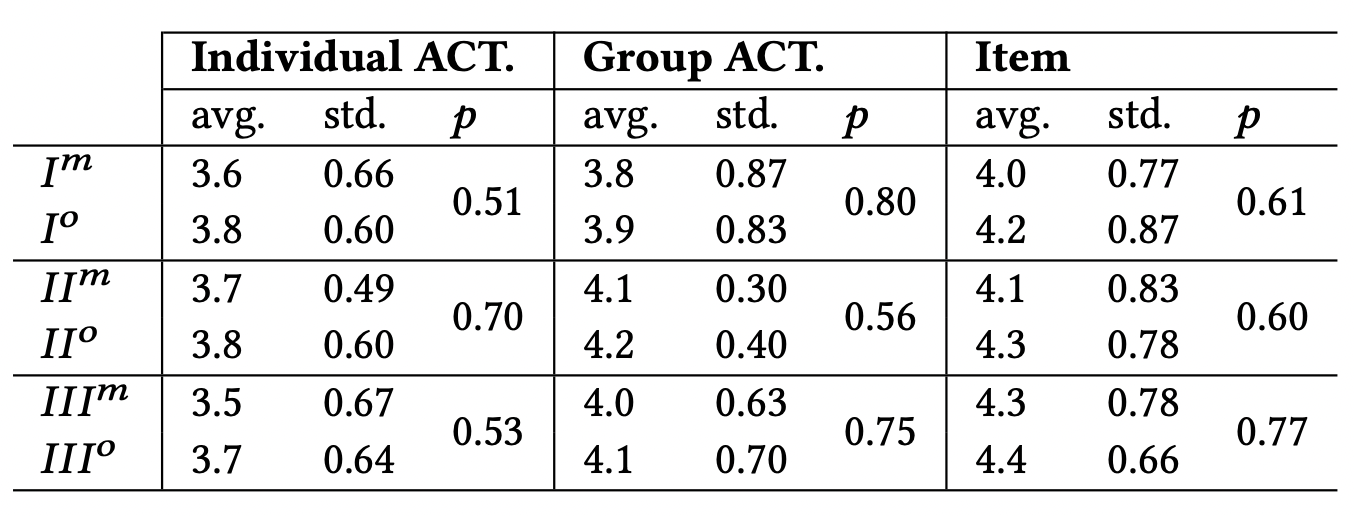 Individual ACT. Group ACT. Item
avg. std. p avg. std. p avg. std. p
I^m 3.6 0.66 0.51 3.8 0.87 0.80 4.0 0.77 0.61
I^o 3.8 0.60 3.9 0.83 4.2 0.87
II^m 3.7 0.49 0.70 4.1 0.30 0.56 4.1 0.83 0.60
II^o 3.8 0.60 4.2 0.40 4.3 0.78
III^m 3.5 0.67 0.53 4.0 0.63 0.75 4.3 0.78 0.77
III^o 3.7 0.64 4.1 0.70 4.4 0.66